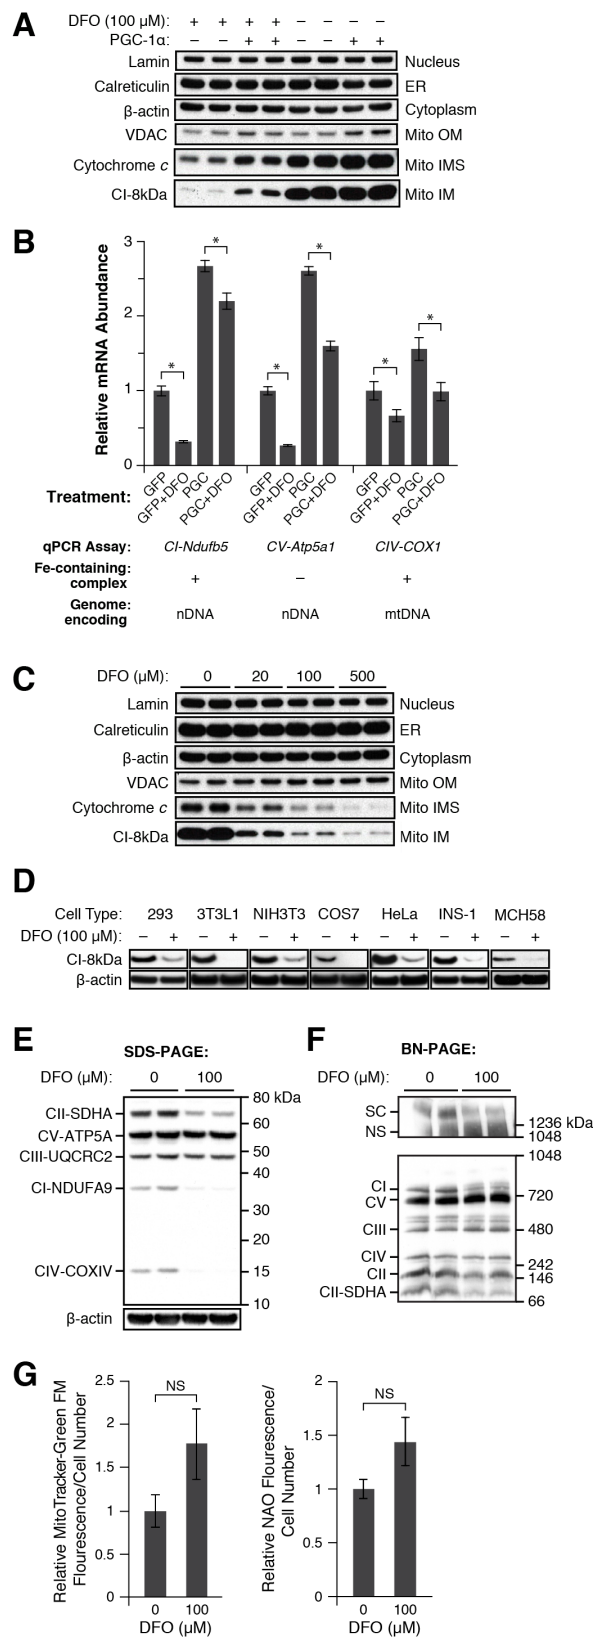 A
DFO (100 µM): + + + + – – – –
PGC-1α: – – + + – – + +
Lamin Nucleus
Calreticulin ER
β-actin Cytoplasm
VDAC Mito OM
Cytochrome c Mito IMS
CI-8kDa Mito IM
B
Relative mRNA Abundance
3
2
1
0
* * * * * *
Treatment: GFP GFP+DFO PGC PGC+DFO GFP GFP+DFO PGC PGC+DFO GFP GFP+DFO PGC PGC+DFO
qPCR Assay: CI-Ndufb5 CV-Atp5a1 CIV-COX1
Fe-containing:
complex + – +
Genome:
encoding nDNA nDNA mtDNA
C
DFO (µM): 0 20 100 500
Lamin Nucleus
Calreticulin ER
β-actin Cytoplasm
VDAC Mito OM
Cytochrome c Mito IMS
CI-8kDa Mito IM
D
Cell Type: 293 3T3L1 NIH3T3 COS7 HeLa INS-1 MCH58
DFO (100 µM): – + – + – + – + – + – + – +
CI-8kDa
β-actin
E
SDS-PAGE:
DFO (µM): 0 100
80 kDa
CII-SDHA
60
CV-ATP5A
50
CIII-UQCRC2
40
CI-NDUFA9
30
20
CIV-COXIV 15
10
β-actin
F
BN-PAGE:
DFO (µM): 0 100
SC
1236 kDa
NS 1048
1048
CI
720
CV
CIII 480
CIV
242
CII 146
CII-SDHA
66
G
Relative MitoTracker-Green FM
Flourescence/Cell Number
2.5
2
1.5
1
0.5
0
NS
0 100
DFO (µM)
Relative NAO Flourescence/
Cell Number
2
1.5
1
0.5
0
NS
0 100
DFO (µM)